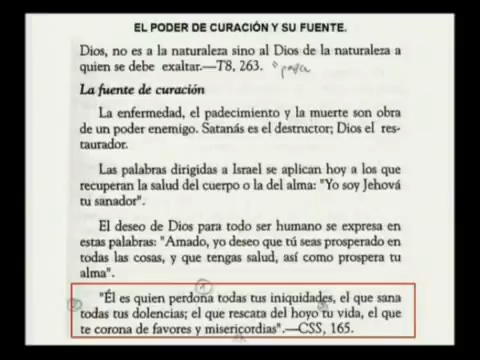 EL PODER DE CURACIÓN Y SU FUENTE.
Dios, no es a la naturaleza sino al Dios de la naturaleza a
quien se debe exaltar.—T8, 263.
La fuente de curación
La enfermedad, el padecimiento y la muerte son obra
de un poder enemigo. Satanás es el destructor; Dios el res-
taurador.
Las palabras dirigidas a Israel se aplican hoy a los que
recuperan la salud del cuerpo o la del alma: "Yo soy Jehová
tu sanador".
El deseo de Dios para todo ser humano se expresa en
estas palabras: "Amado, yo deseo que tú seas prosperado en
todas las cosas, y que tengas salud, así como prospera tu
alma".
"Él es quien perdona todas tus iniquidades, el que sana
todas tus dolencias; el que rescata del hoyo tu vida, el que
te corona de favores y misericordias".—CSS, 165.